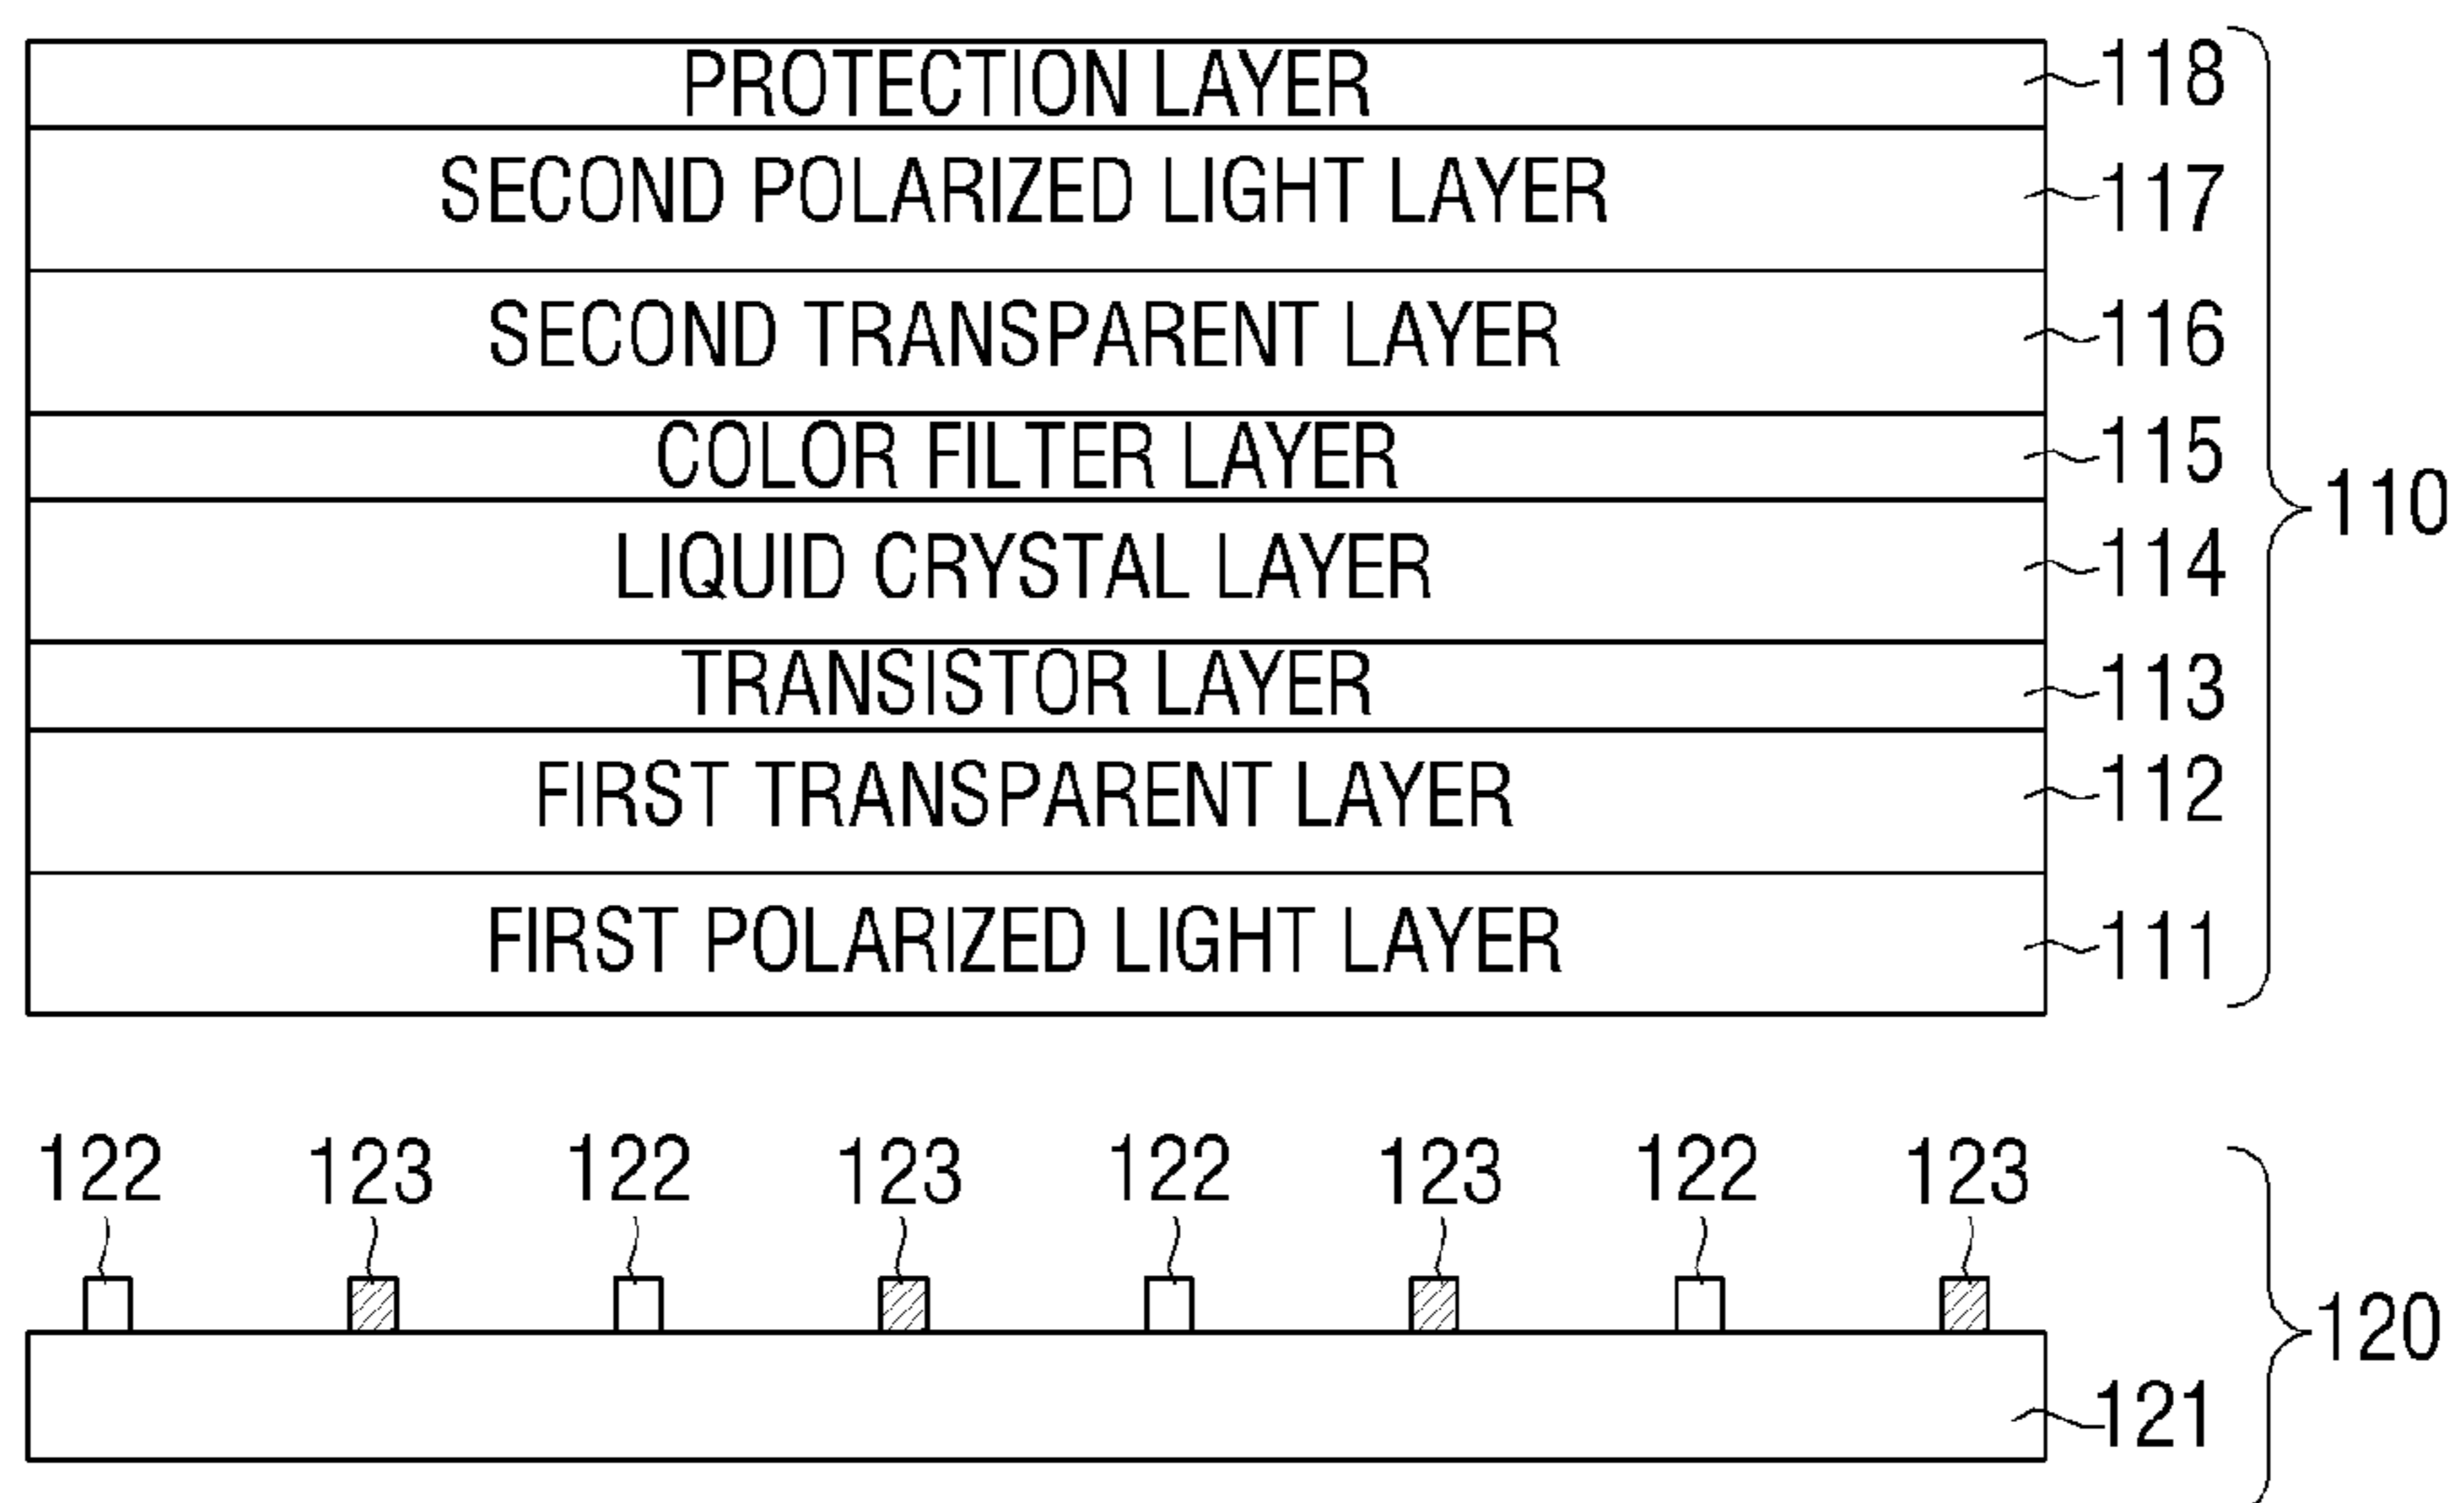 PROTECTION LAYER 118
SECOND POLARIZED LIGHT LAYER 117
SECOND TRANSPARENT LAYER 116
COLOR FILTER LAYER 115
110
LIQUID CRYSTAL LAYER 114
TRANSISTOR LAYER 113
FIRST TRANSPARENT LAYER 112
FIRST POLARIZED LIGHT LAYER 111
122 123 122 123 122 123 122 123
120
121